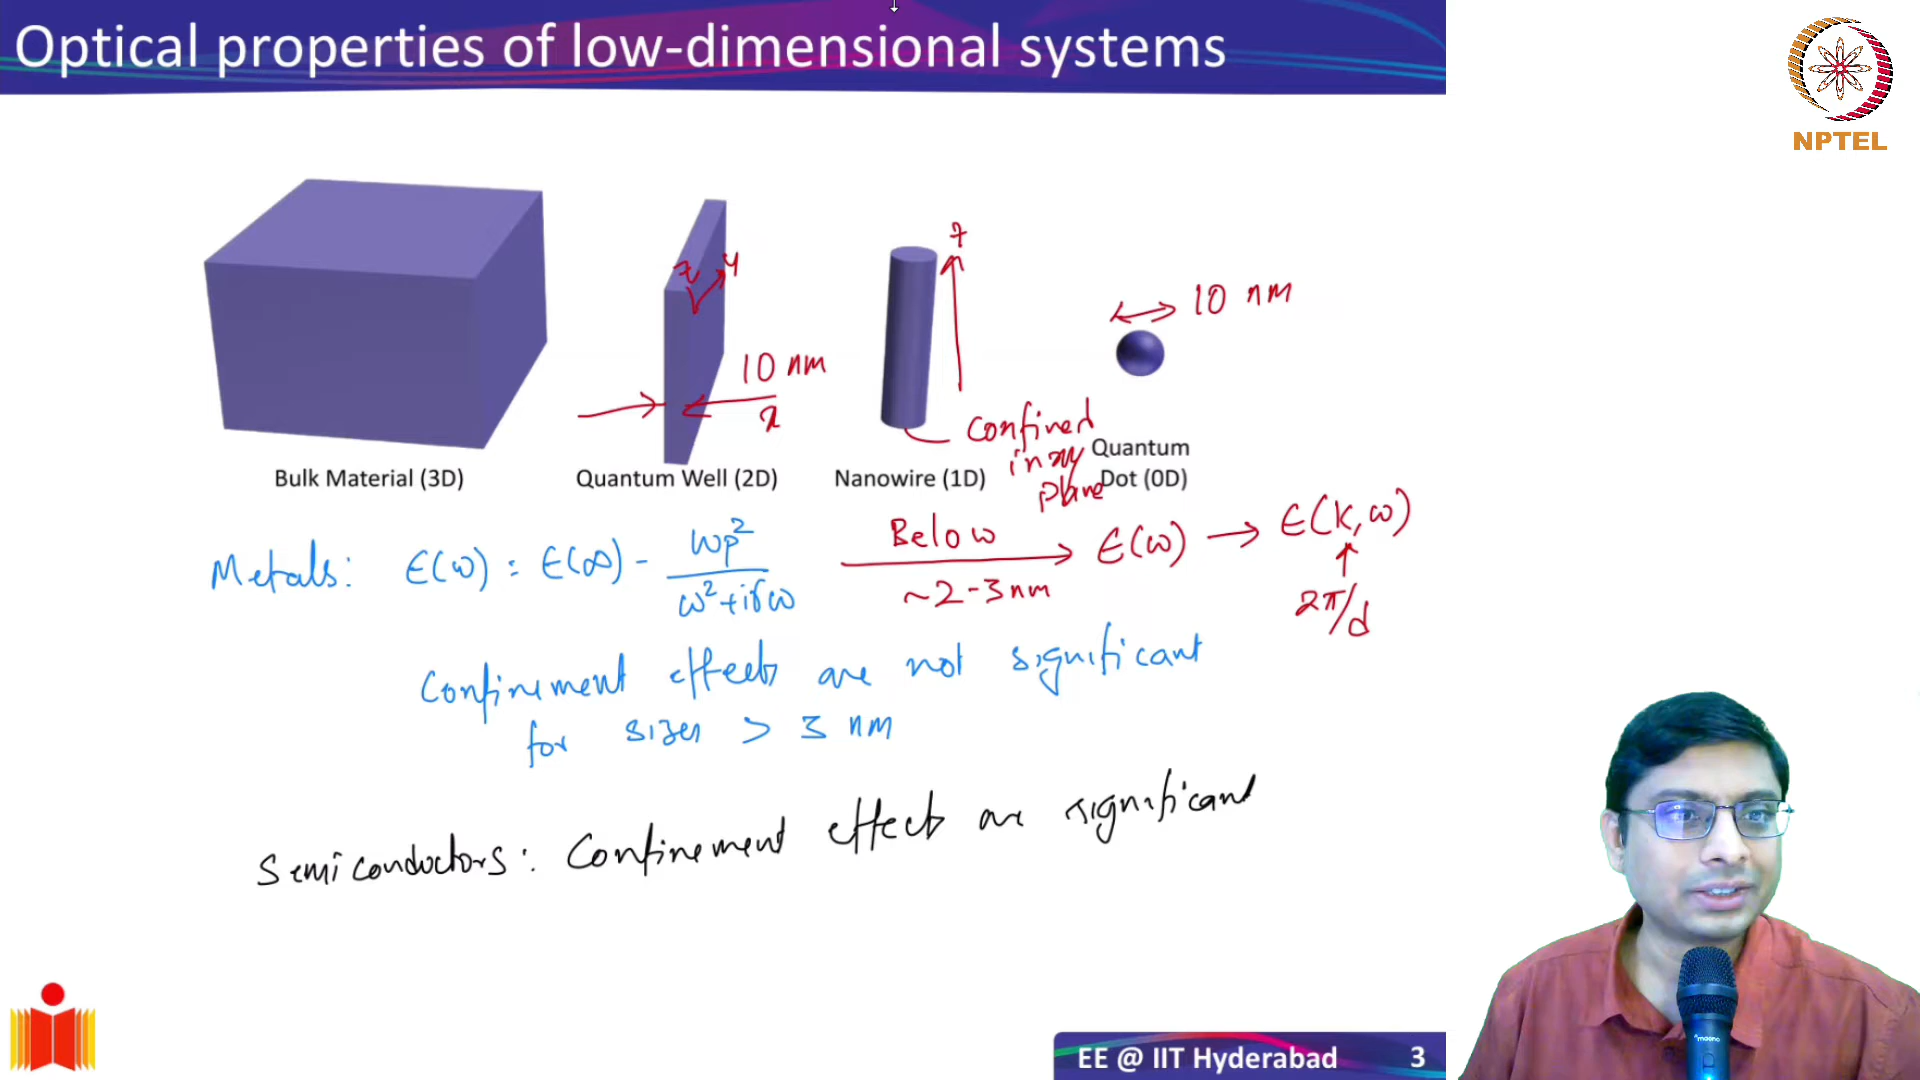 Optical properties of low-dimensional systems
NPTEL
z y
10 nm
x
z
10 nm
confined
in xy
plane
Bulk Material (3D)
Quantum Well (2D)
Nanowire (1D)
Quantum
Dot (0D)
Metals: ϵ(ω) = ϵ(∞) - ωp² / ω² + iγω
Below
~2-3nm
ϵ(ω) → ϵ(k,ω)
2π/d
Confinement effects are not significant
for sizes > 3 nm
Semiconductors: Confinement effects are significant
EE @ IIT Hyderabad 3